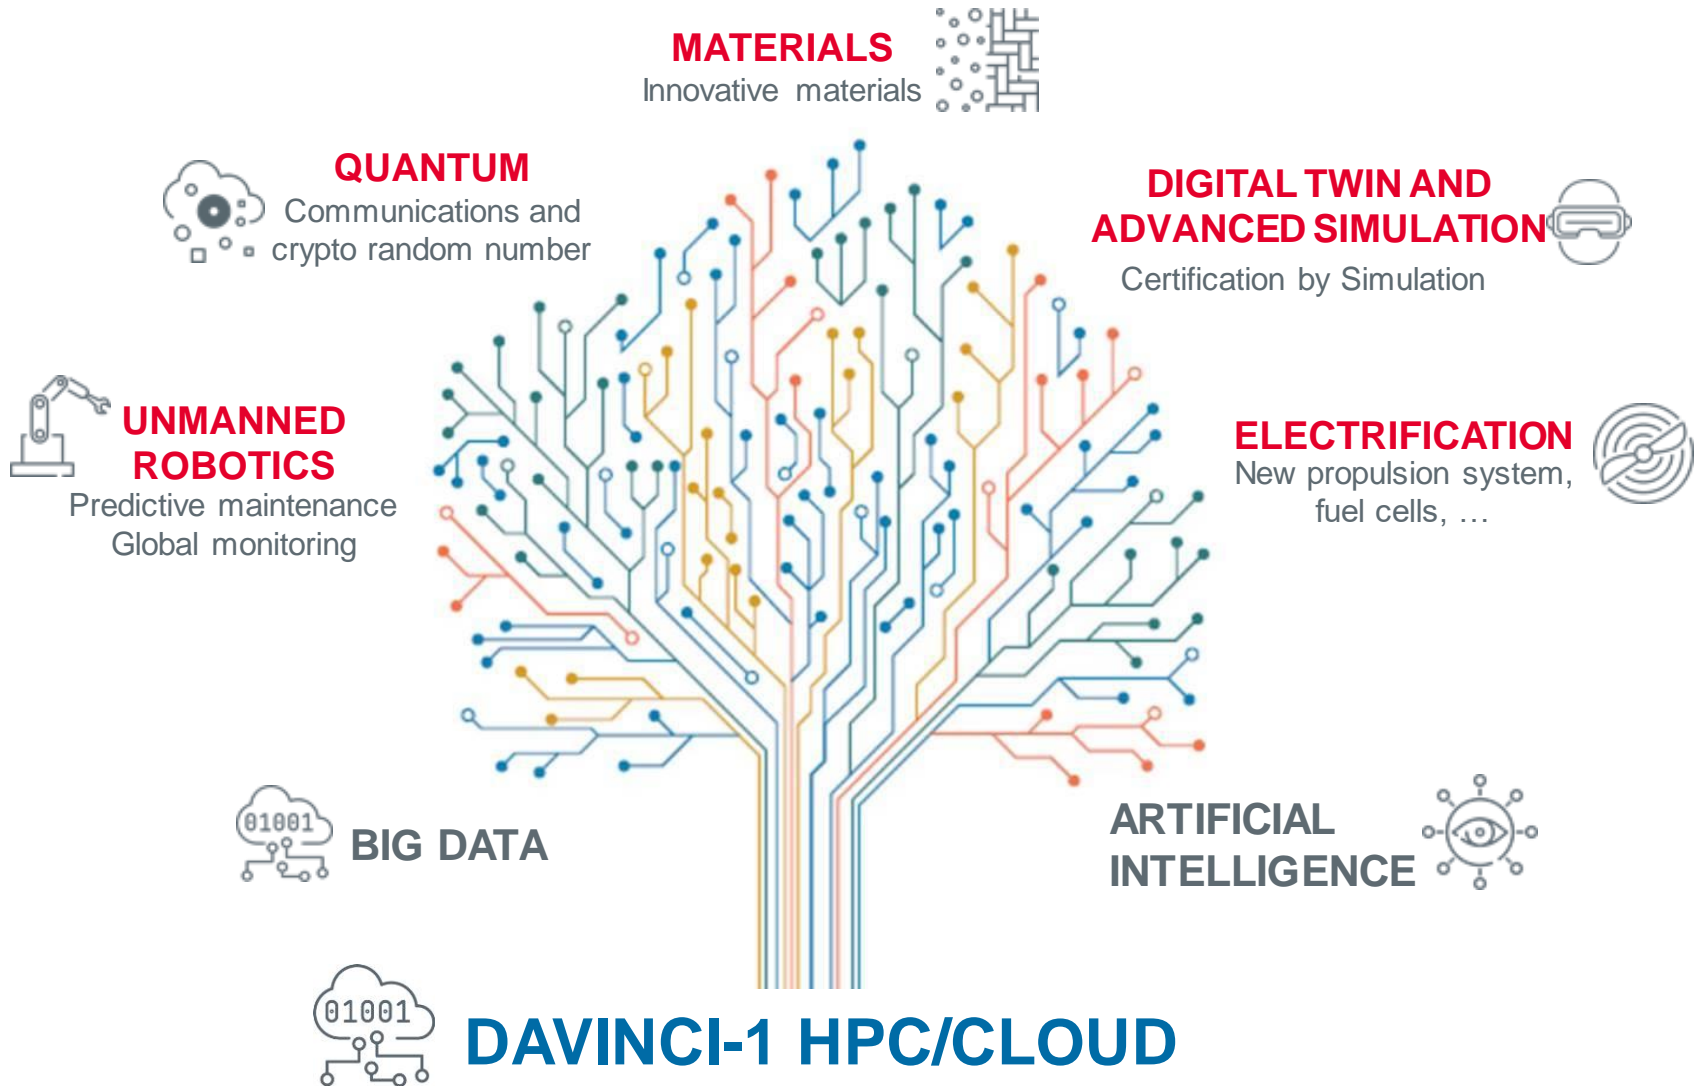 MATERIALS
Innovative materials
QUANTUM
Communications and
crypto random number
DIGITAL TWIN AND
ADVANCED SIMULATION
Certification by Simulation
UNMANNED
ROBOTICS
Predictive maintenance
Global monitoring
ELECTRIFICATION
New propulsion system,
fuel cells, …
01001
BIG DATA
ARTIFICIAL
INTELLIGENCE
01001
DAVINCI-1 HPC/CLOUD